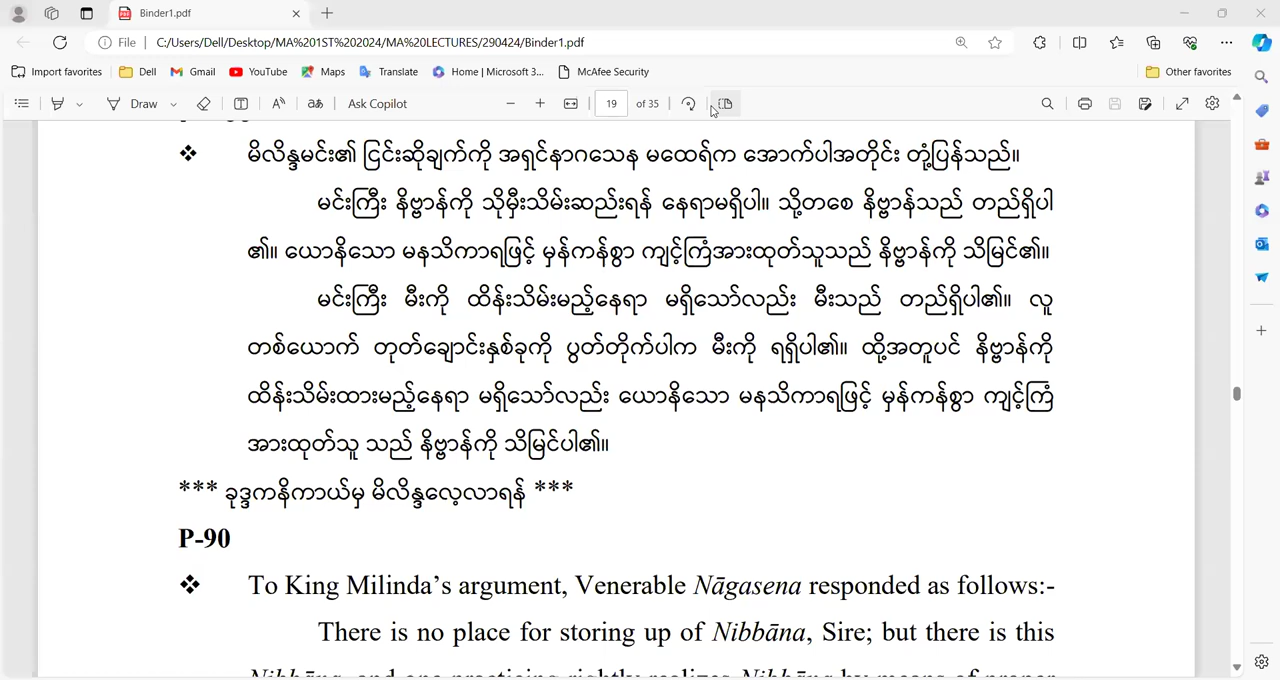 Binder1.pdf
File C:/Users/Dell/Desktop/MA%201ST%202024/MA%20LECTURES/290424/Binder1.pdf
Import favorites Dell Gmail YouTube Maps Translate Home | Microsoft 3... McAfee Security Other favorites
Draw Ask Copilot 19 of 35
❖ မိလိန္ဒမင်း၏ ငြင်းဆိုချက်ကို အရှင်နာဂသေန မထေရ်က အောက်ပါအတိုင်း တုံ့ပြန်သည်။
မင်းကြီး နိဗ္ဗာန်ကို သိုမှီးသိမ်းဆည်းရန် နေရာမရှိပါ။ သို့တစေ နိဗ္ဗာန်သည် တည်ရှိပါ
၏။ ယောနိသော မနသိကာရဖြင့် မှန်ကန်စွာ ကျင့်ကြံအားထုတ်သူသည် နိဗ္ဗာန်ကို သိမြင်၏။
မင်းကြီး မီးကို ထိန်းသိမ်းမည့်နေရာ မရှိသော်လည်း မီးသည် တည်ရှိပါ၏။ လူ
တစ်ယောက် တုတ်ချောင်းနှစ်ခုကို ပွတ်တိုက်ပါက မီးကို ရရှိပါ၏။ ထို့အတူပင် နိဗ္ဗာန်ကို
ထိန်းသိမ်းထားမည့်နေရာ မရှိသော်လည်း ယောနိသော မနသိကာရဖြင့် မှန်ကန်စွာ ကျင့်ကြံ
အားထုတ်သူ သည် နိဗ္ဗာန်ကို သိမြင်ပါ၏။
*** ခုဒ္ဒကနိကာယ်မှ မိလိန္ဒလေ့လာရန် ***
P-90
❖ To King Milinda’s argument, Venerable Nāgasena responded as follows:-
There is no place for storing up of Nibbāna, Sire; but there is this
Nibbāna, and one practising rightly realizes Nibbāna by means of proper